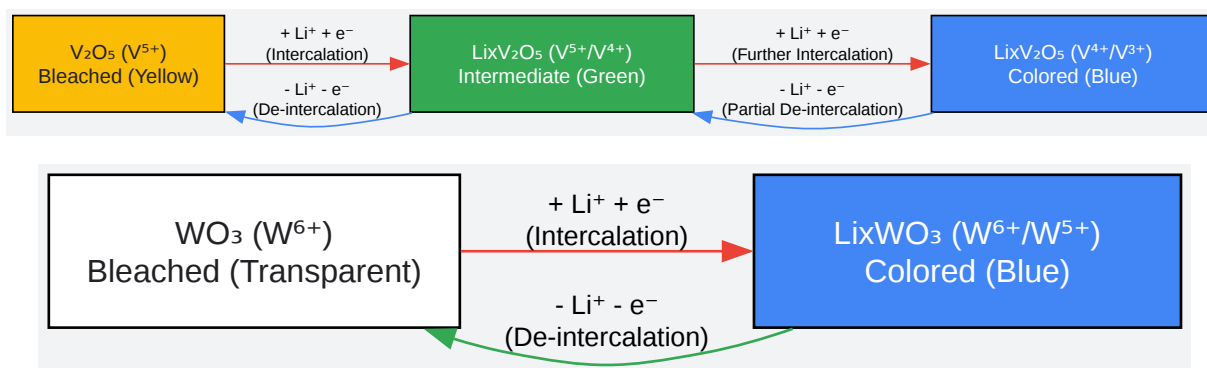 V₂O₅ (V⁵⁺)
Bleached (Yellow)
+ Li⁺ + e⁻
(Intercalation)
- Li⁺ - e⁻
(De-intercalation)
LixV₂O₅ (V⁵⁺/V⁴⁺)
Intermediate (Green)
+ Li⁺ + e⁻
(Further Intercalation)
- Li⁺ - e⁻
(Partial De-intercalation)
LixV₂O₅ (V⁴⁺/V³⁺)
Colored (Blue)
WO₃ (W⁶⁺)
Bleached (Transparent)
+ Li⁺ + e⁻
(Intercalation)
- Li⁺ - e⁻
(De-intercalation)
LixWO₃ (W⁶⁺/W⁵⁺)
Colored (Blue)